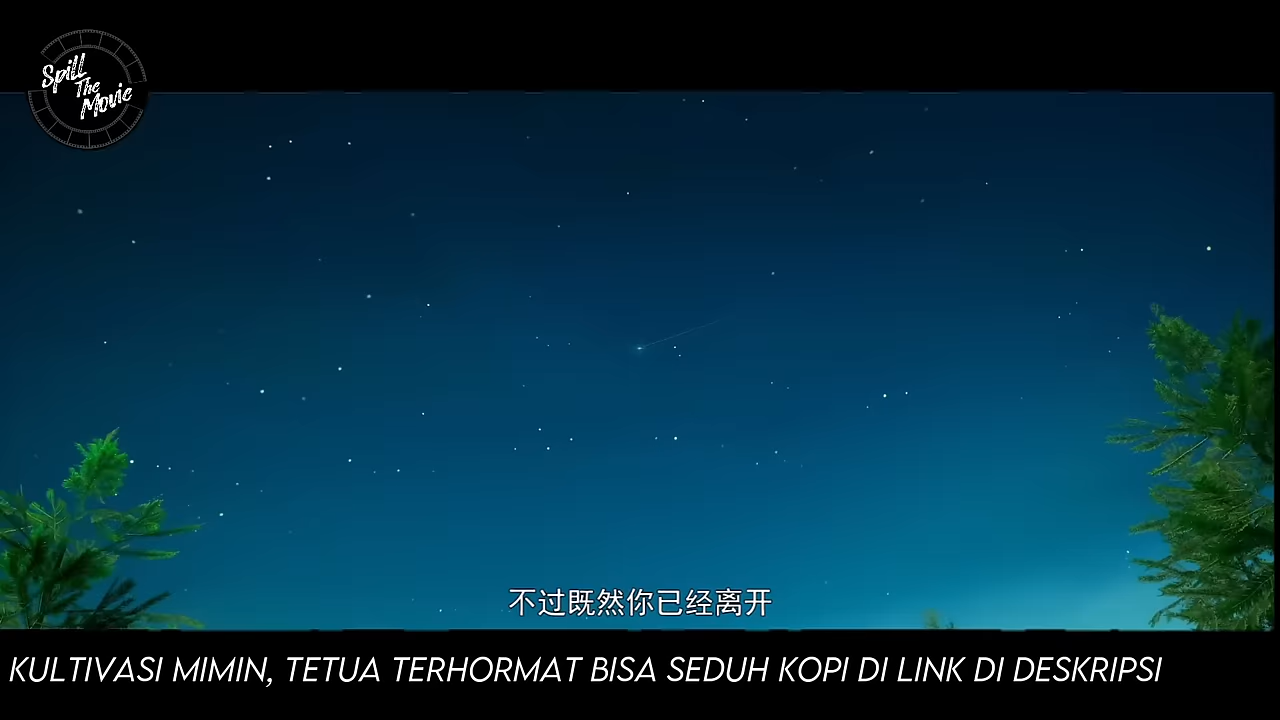 Spill
The
Movie
不过既然你已经离开
KULTIVASI MIMIN, TETUA TERHORMAT BISA SEDUH KOPI DI LINK DI DESKRIPSI